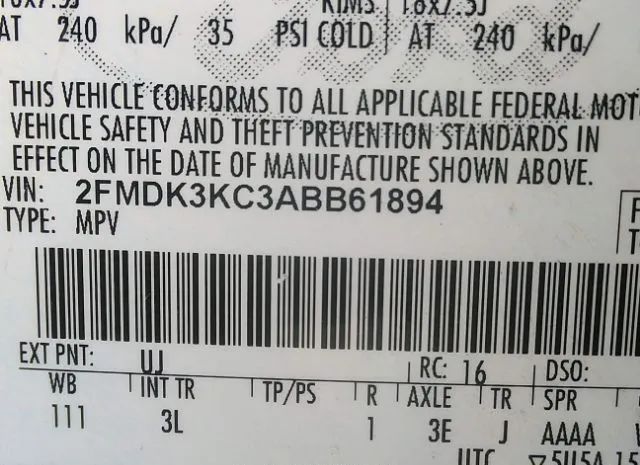 AT 240 kPa/ 35 PSI COLD AT 240 kPa/
THIS VEHICLE CONFORMS TO ALL APPLICABLE FEDERAL MOT
VEHICLE SAFETY AND THEFT PREVENTION STANDARDS IN
EFFECT ON THE DATE OF MANUFACTURE SHOWN ABOVE.
VIN: 2FMDK3KC3ABB61894
TYPE: MPV
EXT PNT: UJ RC: 16 DSO:
WB INT TR TP/PS R AXLE TR SPR
111 3L 1 3E J AAAA
UTC